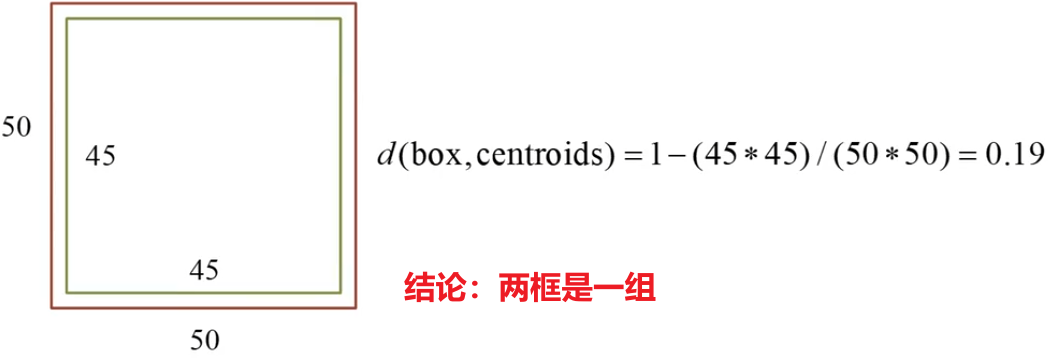 50
45
d(box,centroids) = 1−(45*45)/(50*50) = 0.19
45
结论：两框是一组
50